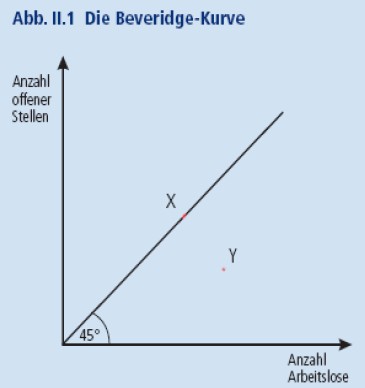 Abb. II.1 Die Beveridge-Kurve
Anzahl
offener
Stellen
X
Y
45°
Anzahl
Arbeitslose